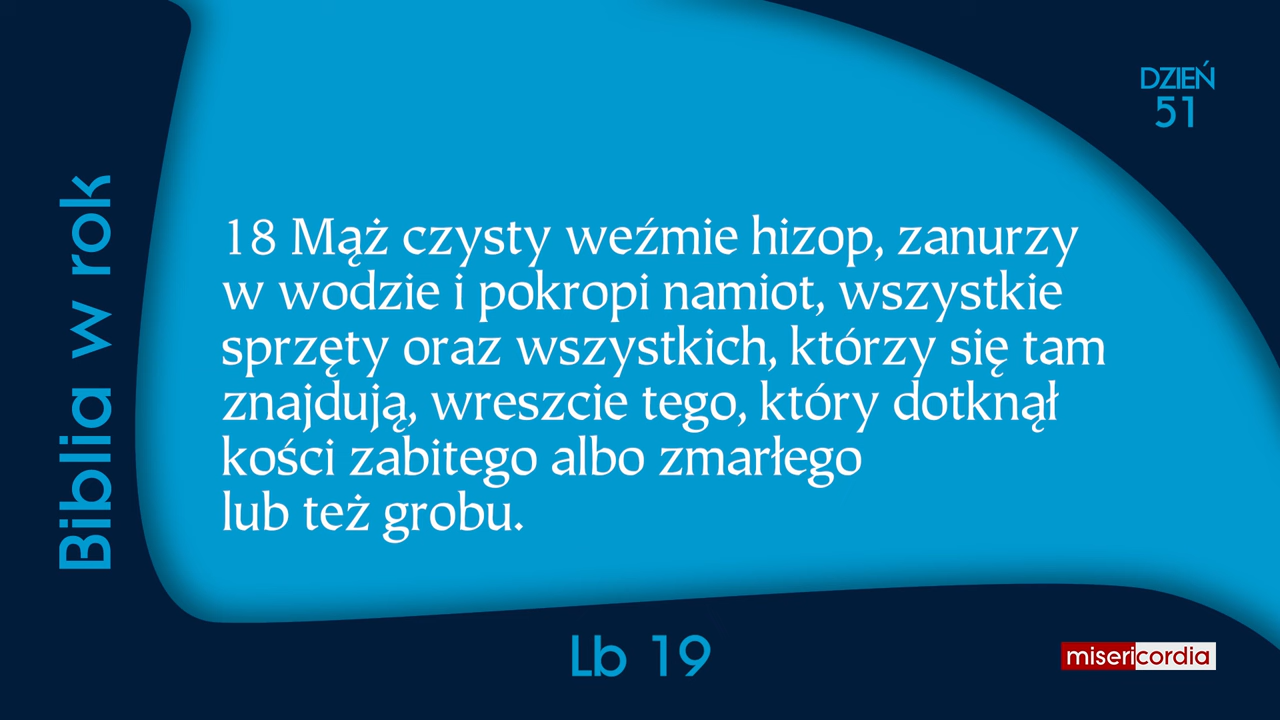 DZIEŃ
51
Biblia w rok
18 Mąż czysty weźmie hizop, zanurzy
w wodzie i pokropi namiot, wszystkie
sprzęty oraz wszystkich, którzy się tam
znajdują, wreszcie tego, który dotknął
kości zabitego albo zmarłego
lub też grobu.
Lb 19
misericordia